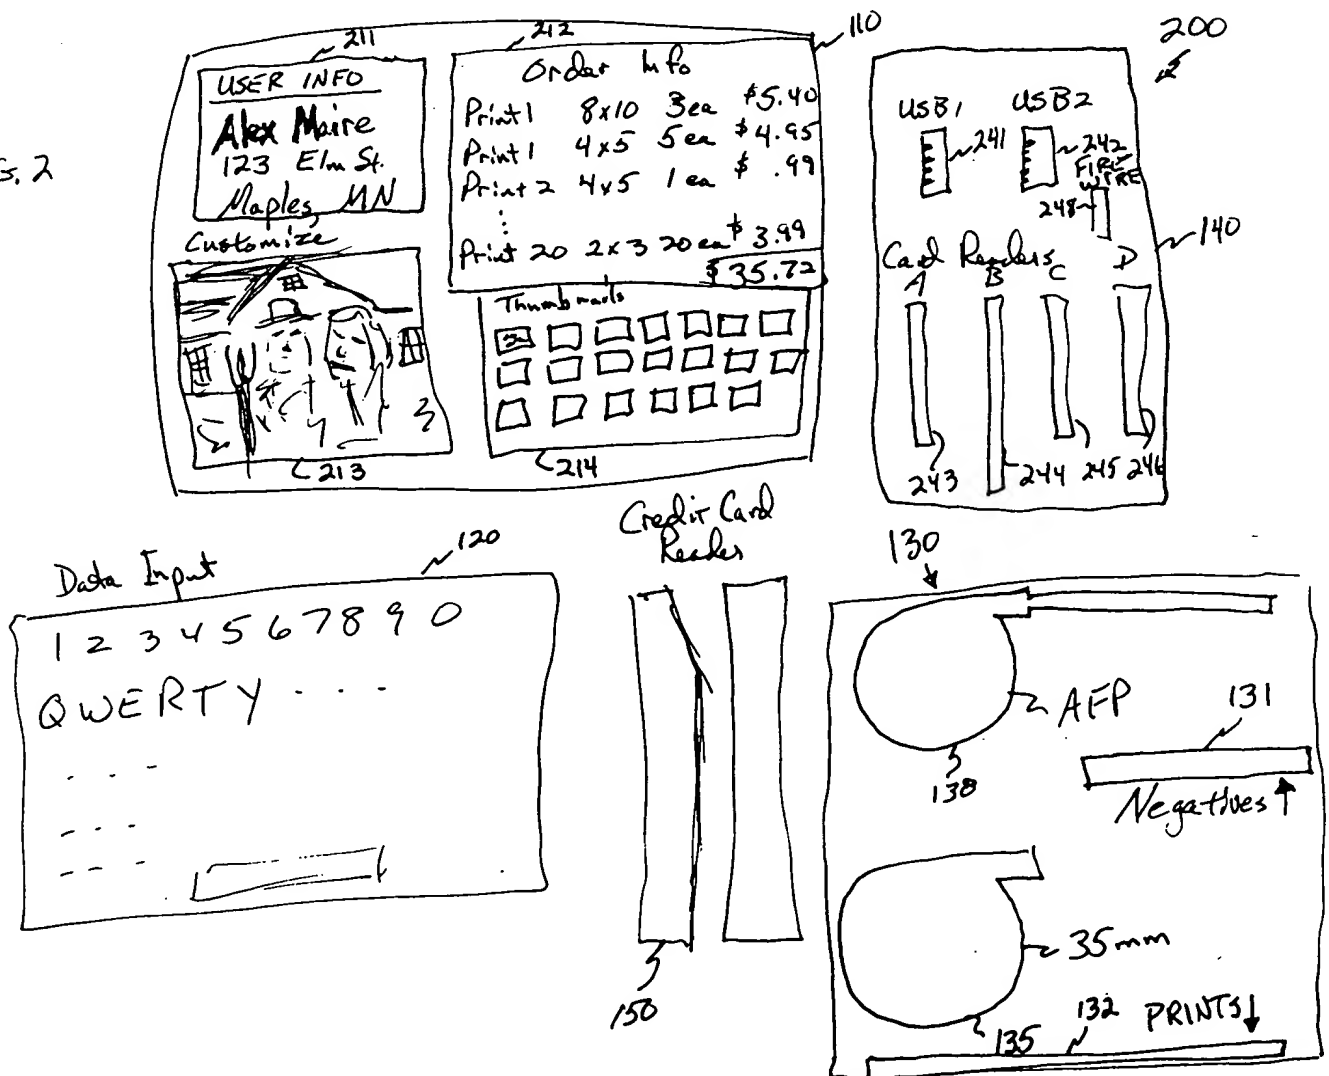 211
212
110
200
USER INFO
Alex Maire
123 Elm St.
Maples, MN
Order Info
Print 1 8x10 3ea $5.40
Print 1 4x5 5ea $4.95
Print 2 4x5 1ea $.99
⋮
Print 20 2x3 20ea $3.99
$35.72
Customize
213
Thumbnails
214
USB1
USB2
241
242
FIRE
WIRE
248
140
Card Readers
A B C D
243
244
245
246
Data Input
120
1 2 3 4 5 6 7 8 9 0
QWERTY . . .
- - -
- - -
- - -
Credit Card
Reader
150
130
AFP
138
131
Negatives
35mm
135
132
PRINTS